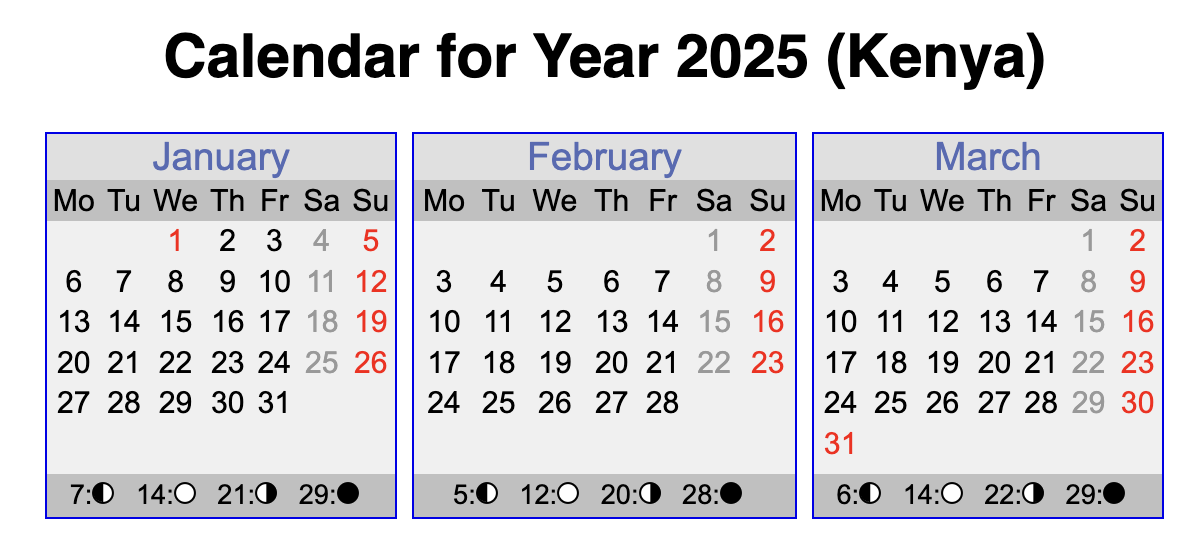 Calendar for Year 2025 (Kenya)
January
Mo Tu We Th Fr Sa Su
1 2 3 4 5
6 7 8 9 10 11 12
13 14 15 16 17 18 19
20 21 22 23 24 25 26
27 28 29 30 31
7:🌓︎ 14:🌕︎ 21:🌗︎ 29:🌑︎
February
Mo Tu We Th Fr Sa Su
1 2
3 4 5 6 7 8 9
10 11 12 13 14 15 16
17 18 19 20 21 22 23
24 25 26 27 28
5:🌓︎ 12:🌕︎ 20:🌗︎ 28:🌑︎
March
Mo Tu We Th Fr Sa Su
1 2
3 4 5 6 7 8 9
10 11 12 13 14 15 16
17 18 19 20 21 22 23
24 25 26 27 28 29 30
31
6:🌓︎ 14:🌕︎ 22:🌗︎ 29:🌑︎